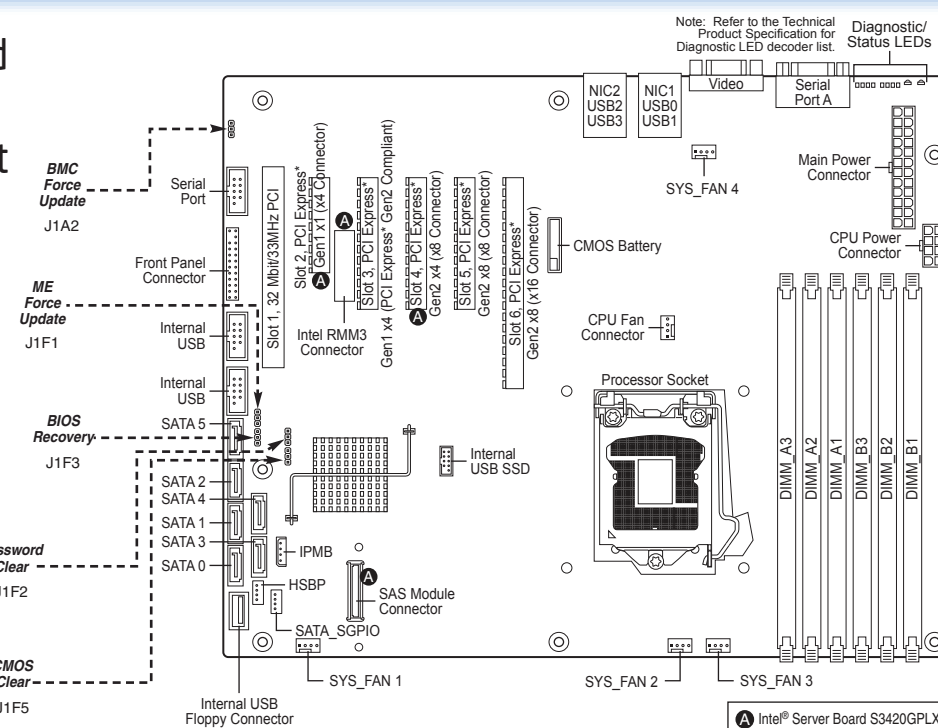 d
t
Note: Refer to the Technical
Product Specification for
Diagnostic LED decoder list.
Diagnostic/
Status LEDs
NIC2
USB2
USB3
NIC1
USB0
USB1
Video
Serial
Port A
SYS_FAN 4
Main Power
Connector
CPU Power
Connector
BMC
Force
Update
J1A2
Serial
Port
Front Panel
Connector
ME
Force
Update
J1F1
Internal
USB
Internal
USB
Slot 1, 32 Mbit/33MHz PCI
Slot 2, PCI Express*
Gen1 x1 (x4 Connector)
A
A
Intel RMM3
Connector
Slot 3, PCI Express*
Gen1 x4 (PCI Express* Gen2 Compliant)
Slot 4, PCI Express*
Gen2 x4 (x8 Connector)
A
Slot 5, PCI Express*
Gen2 x8 (x8 Connector)
Slot 6, PCI Express*
Gen2 x8 (x16 Connector)
CMOS Battery
CPU Fan
Connector
Processor Socket
BIOS
Recovery
J1F3
SATA 5
SATA 2
SATA 4
SATA 1
SATA 3
SATA 0
Internal
USB SSD
IPMB
HSBP
A
SAS Module
Connector
SATA_SGPIO
DIMM_A3
DIMM_A2
DIMM_A1
DIMM_B3
DIMM_B2
DIMM_B1
ssword
Clear
J1F2
CMOS
Clear
J1F5
SYS_FAN 1
SYS_FAN 2
SYS_FAN 3
Internal USB
Floppy Connector
A Intel® Server Board S3420GPLX